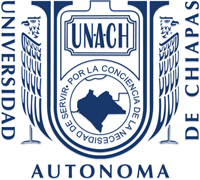 UNACH
·POR LA CONCIENCIA DE LA NECESIDAD DE SERVIR·
UNIVERSIDAD
AUTONOMA
DE CHIAPAS